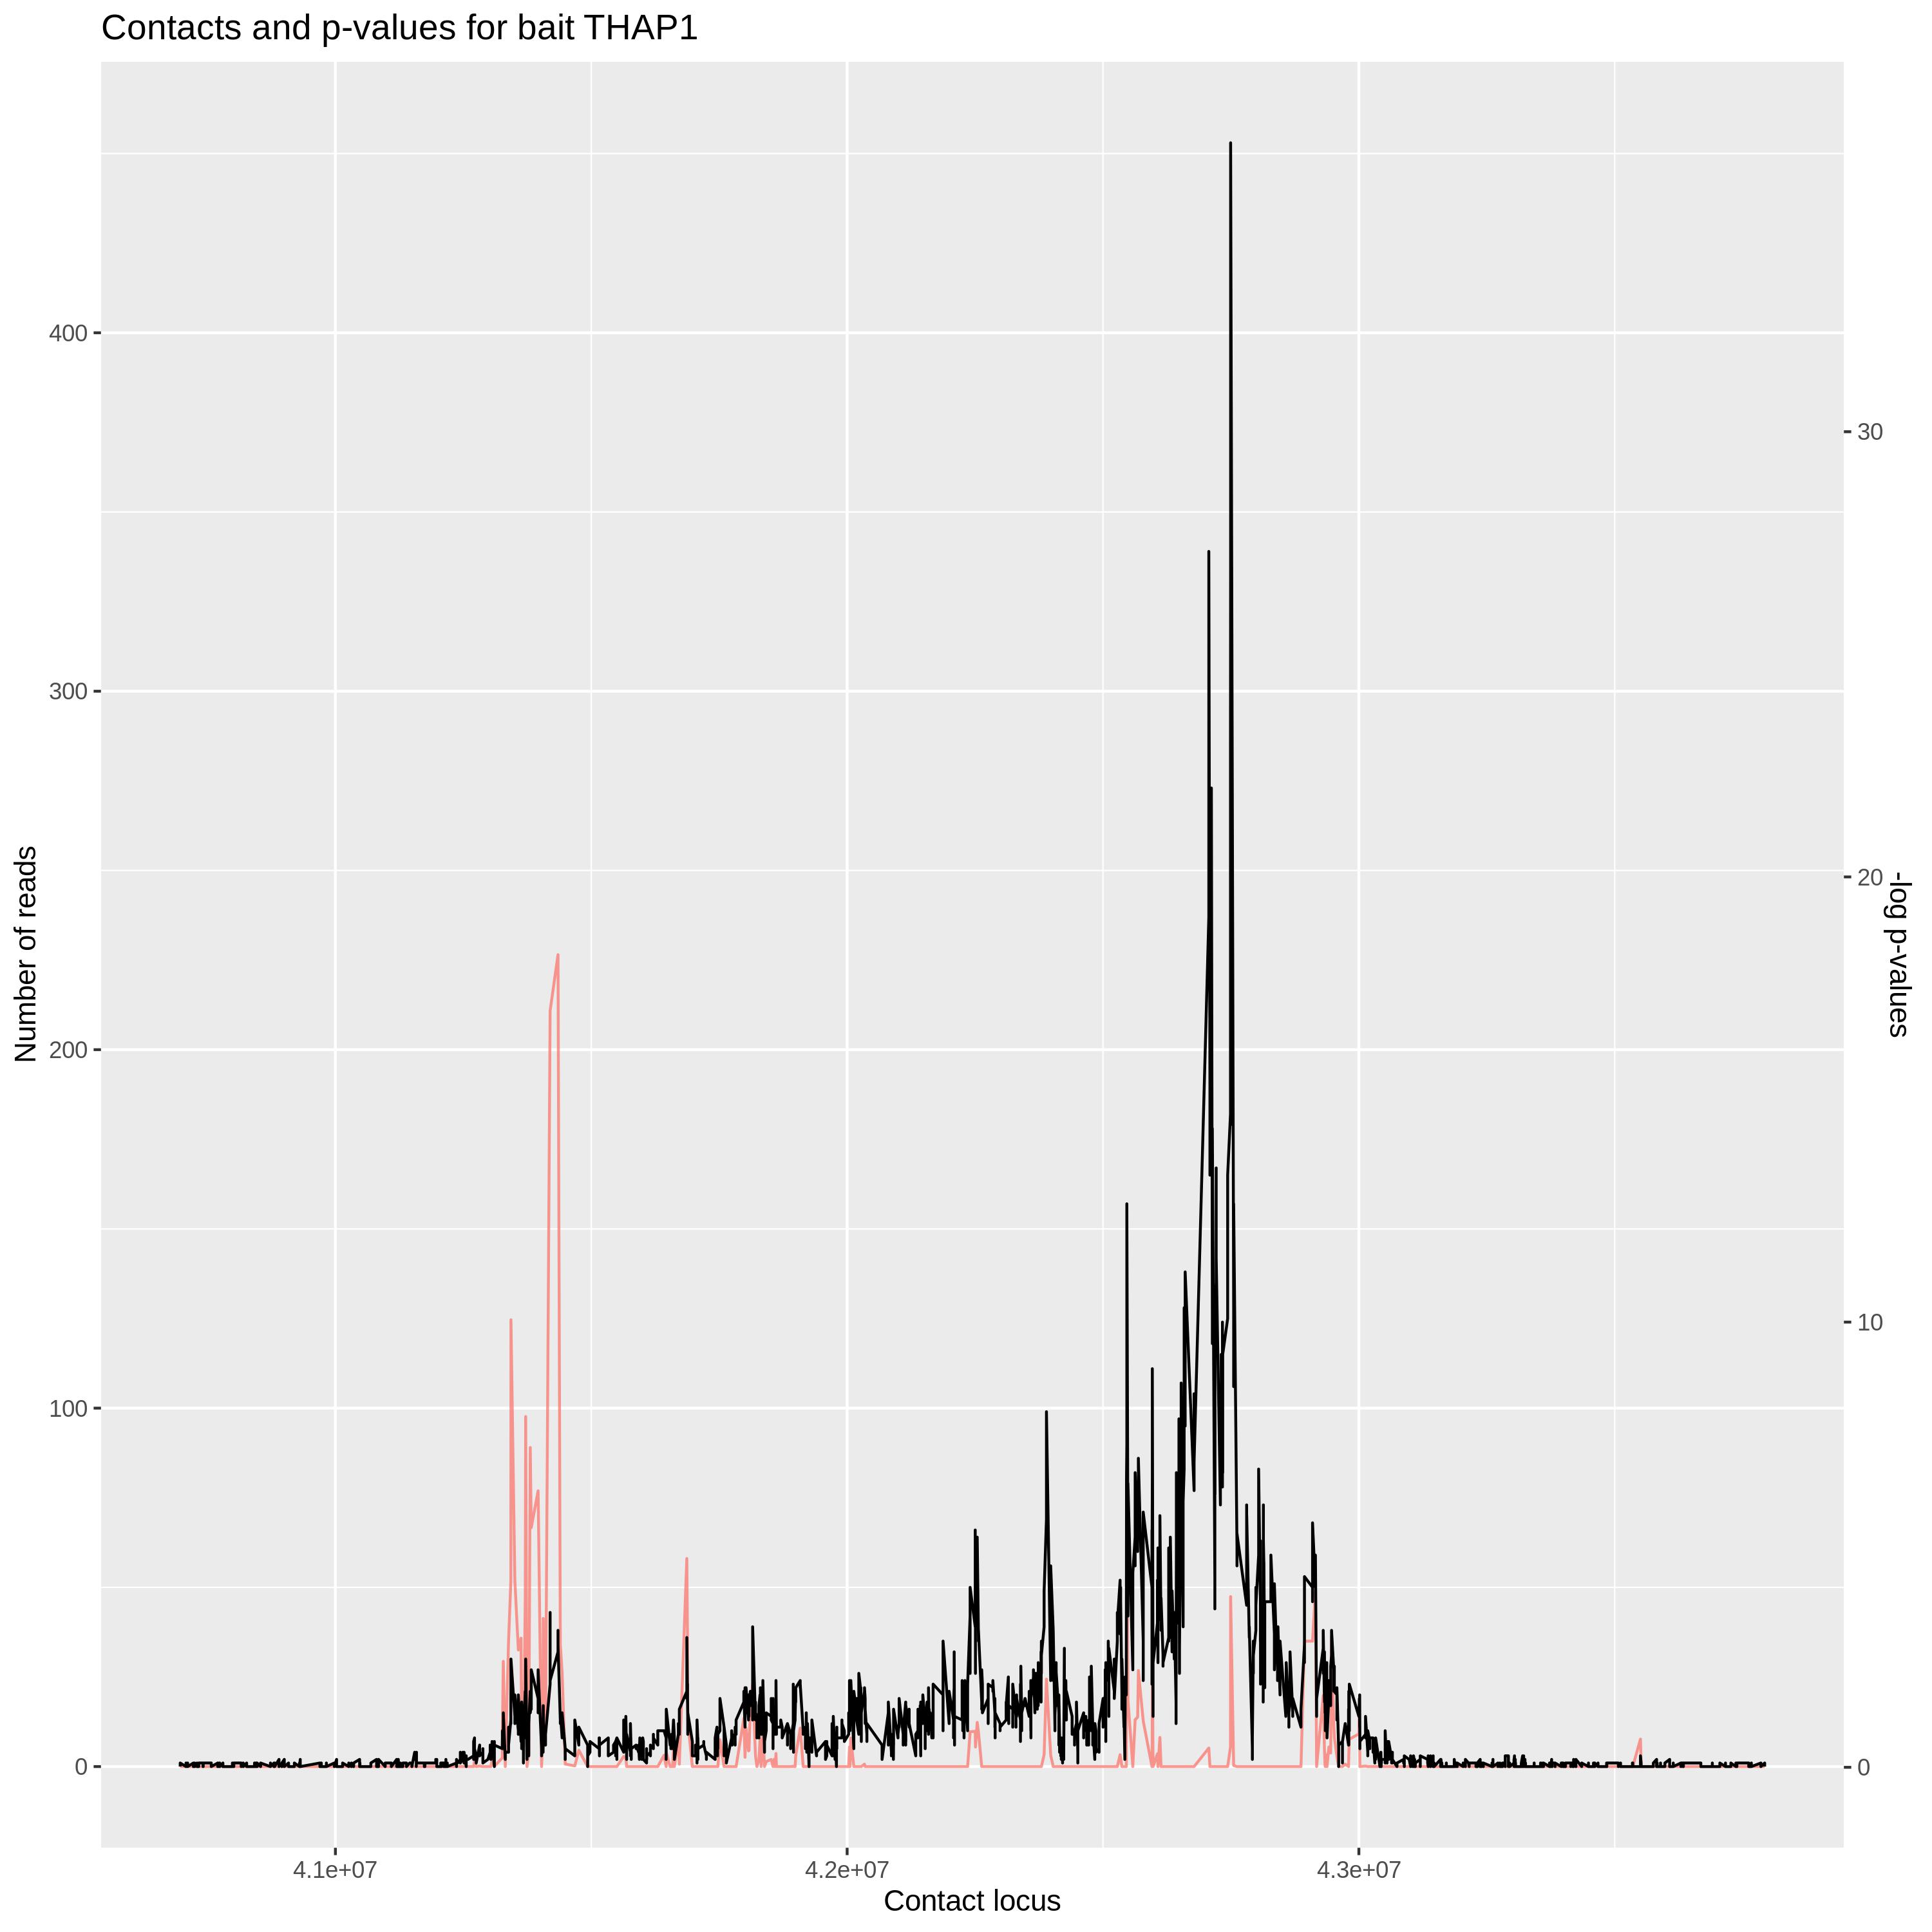 Contacts and p-values for bait THAP1
Number of reads
400
300
200
100
0
30
20
10
0
-log p-values
4.1e+07 4.2e+07 4.3e+07
Contact locus